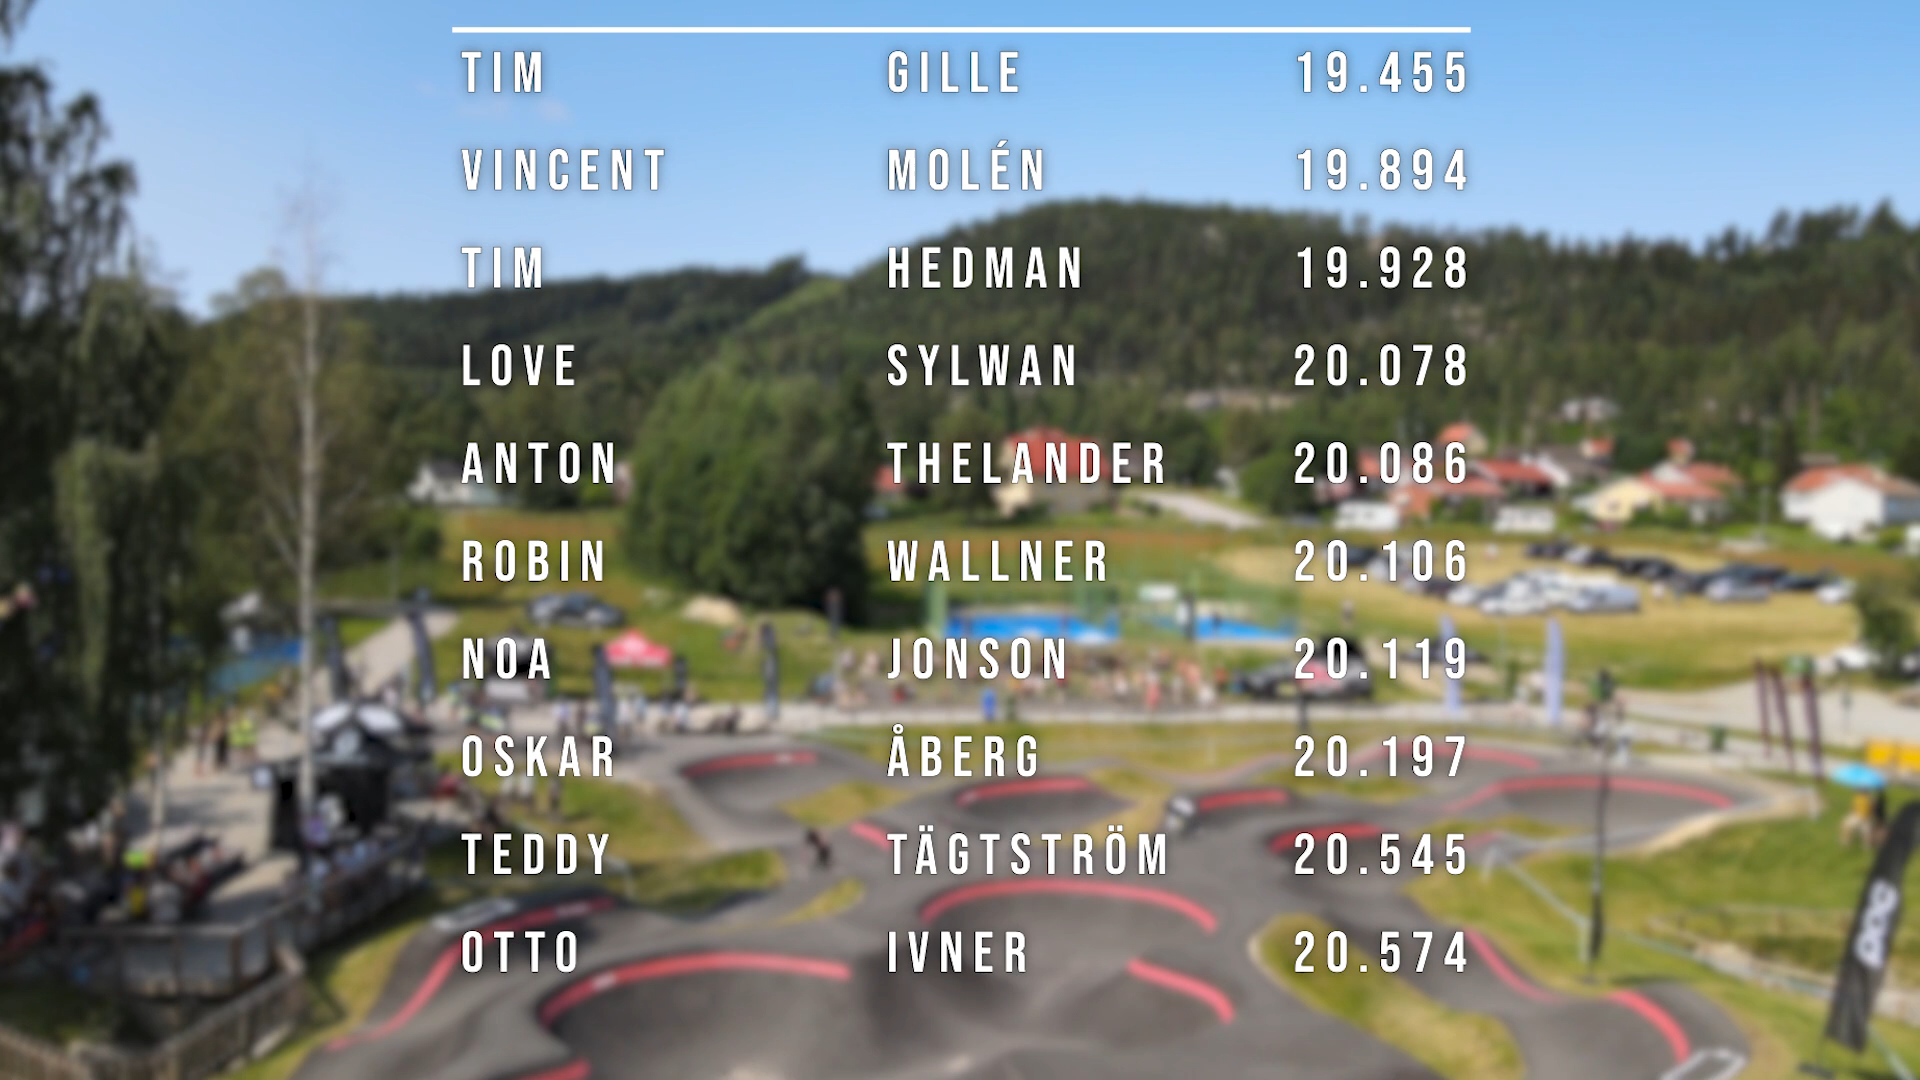 TIM GILLE 19.455
VINCENT MOLÉN 19.894
TIM HEDMAN 19.928
LOVE SYLWAN 20.078
ANTON THELANDER 20.086
ROBIN WALLNER 20.106
NOA JONSON 20.119
OSKAR ÅBERG 20.197
TEDDY TÄGTSTRÖM 20.545
OTTO IVNER 20.574
POC